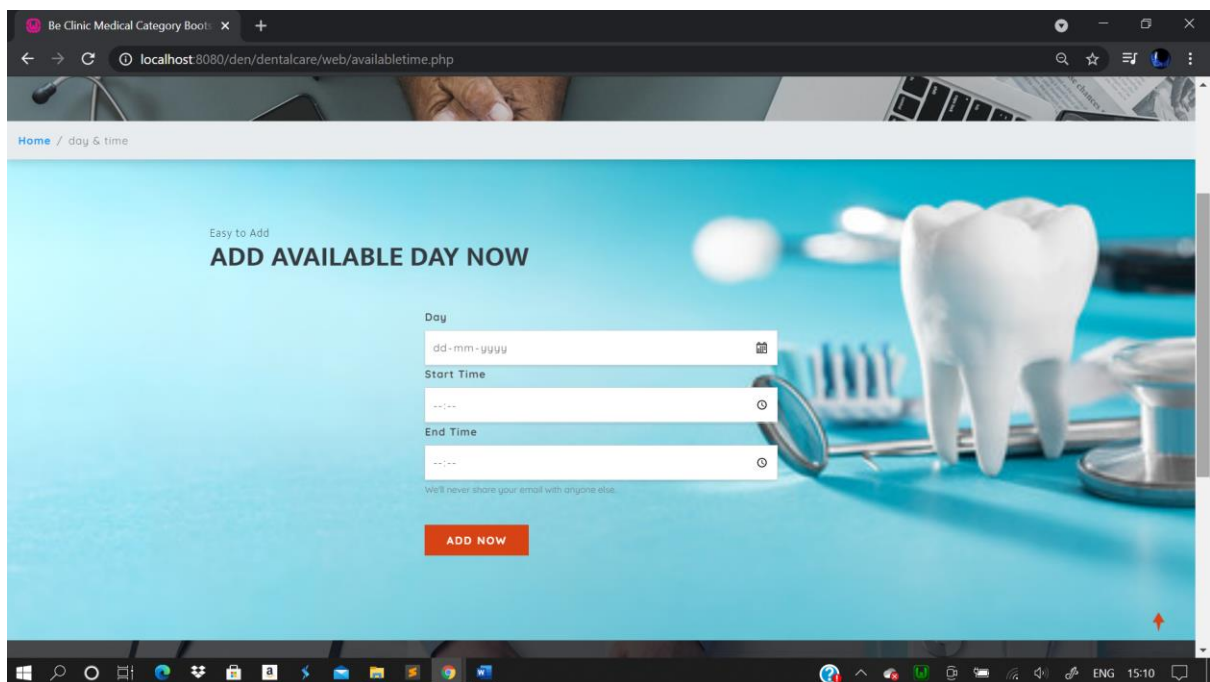 Be Clinic Medical Category Boots
localhost:8080/den/dentalcare/web/availabletime.php
chances
Home / day & time
Easy to Add
ADD AVAILABLE DAY NOW
Day
dd-mm-yyyy
Start Time
--:--
End Time
--:--
We'll never share your email with anyone else.
ADD NOW
ENG 15:10